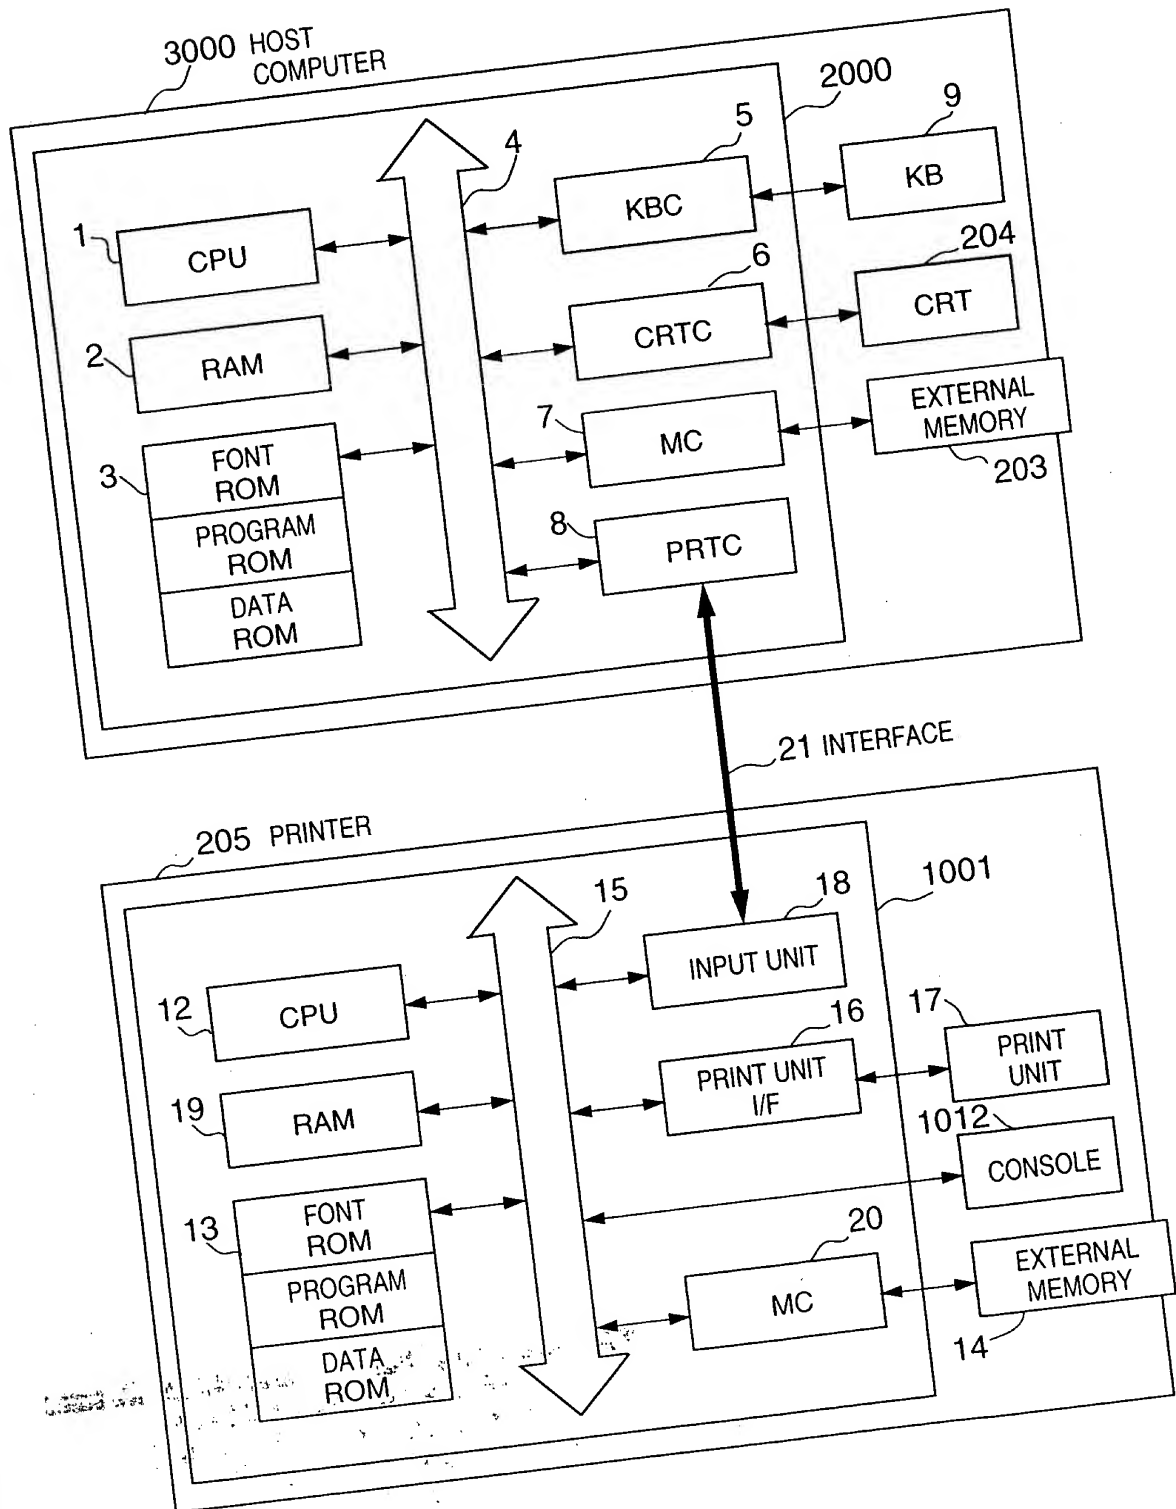 3000 HOST
COMPUTER
2000
9
5
4
KBC
KB
1
CPU
204
6
CRTC
CRT
2
RAM
7
MC
EXTERNAL
MEMORY
203
3
FONT
ROM
PROGRAM
ROM
DATA
ROM
8
PRTC
21 INTERFACE
205 PRINTER
1001
15
18
INPUT UNIT
12
CPU
17
16
PRINT UNIT
I/F
PRINT
UNIT
19
RAM
1012
CONSOLE
13
FONT
ROM
PROGRAM
ROM
DATA
ROM
20
MC
EXTERNAL
MEMORY
14